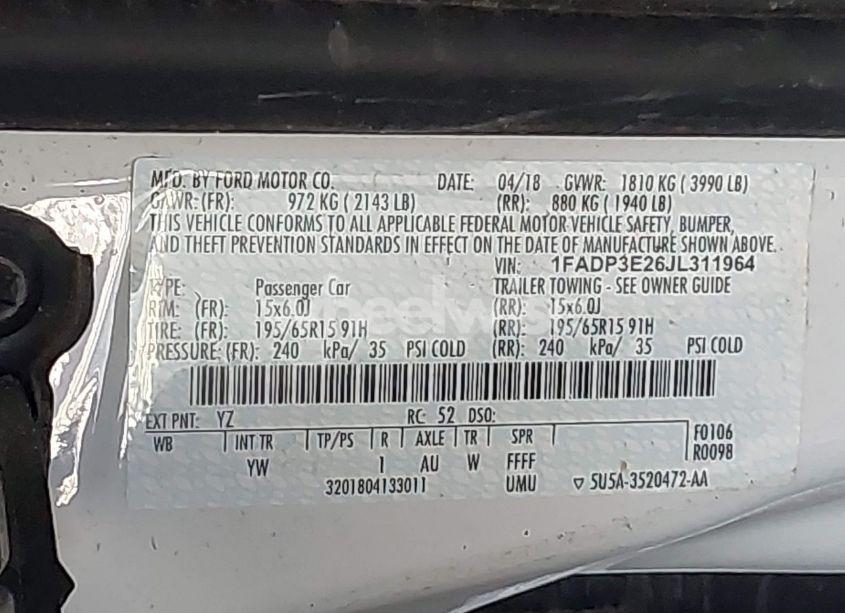 MFD. BY FORD MOTOR CO. DATE: 04/18 GVWR: 1810 KG ( 3990 LB)
GAWR: (FR): 972 KG ( 2143 LB) (RR): 880 KG ( 1940 LB)
THIS VEHICLE CONFORMS TO ALL APPLICABLE FEDERAL MOTOR VEHICLE SAFETY, BUMPER,
AND THEFT PREVENTION STANDARDS IN EFFECT ON THE DATE OF MANUFACTURE SHOWN ABOVE.
VIN: 1FADP3E26JL311964
TYPE: Passenger Car TRAILER TOWING - SEE OWNER GUIDE
RIM: (FR): 15x6.0J (RR): 15x6.0J
TIRE: (FR): 195/65R15 91H (RR): 195/65R15 91H
PRESSURE: (FR): 240 kPa/ 35 PSI COLD (RR): 240 kPa/ 35 PSI COLD
EXT PNT: YZ RC: 52 DSO:
WB INT TR TP/PS R AXLE TR SPR F0106
YW 1 AU W FFFF R0098
3201804133011 UMU ▽ 5U5A-3520472-AA